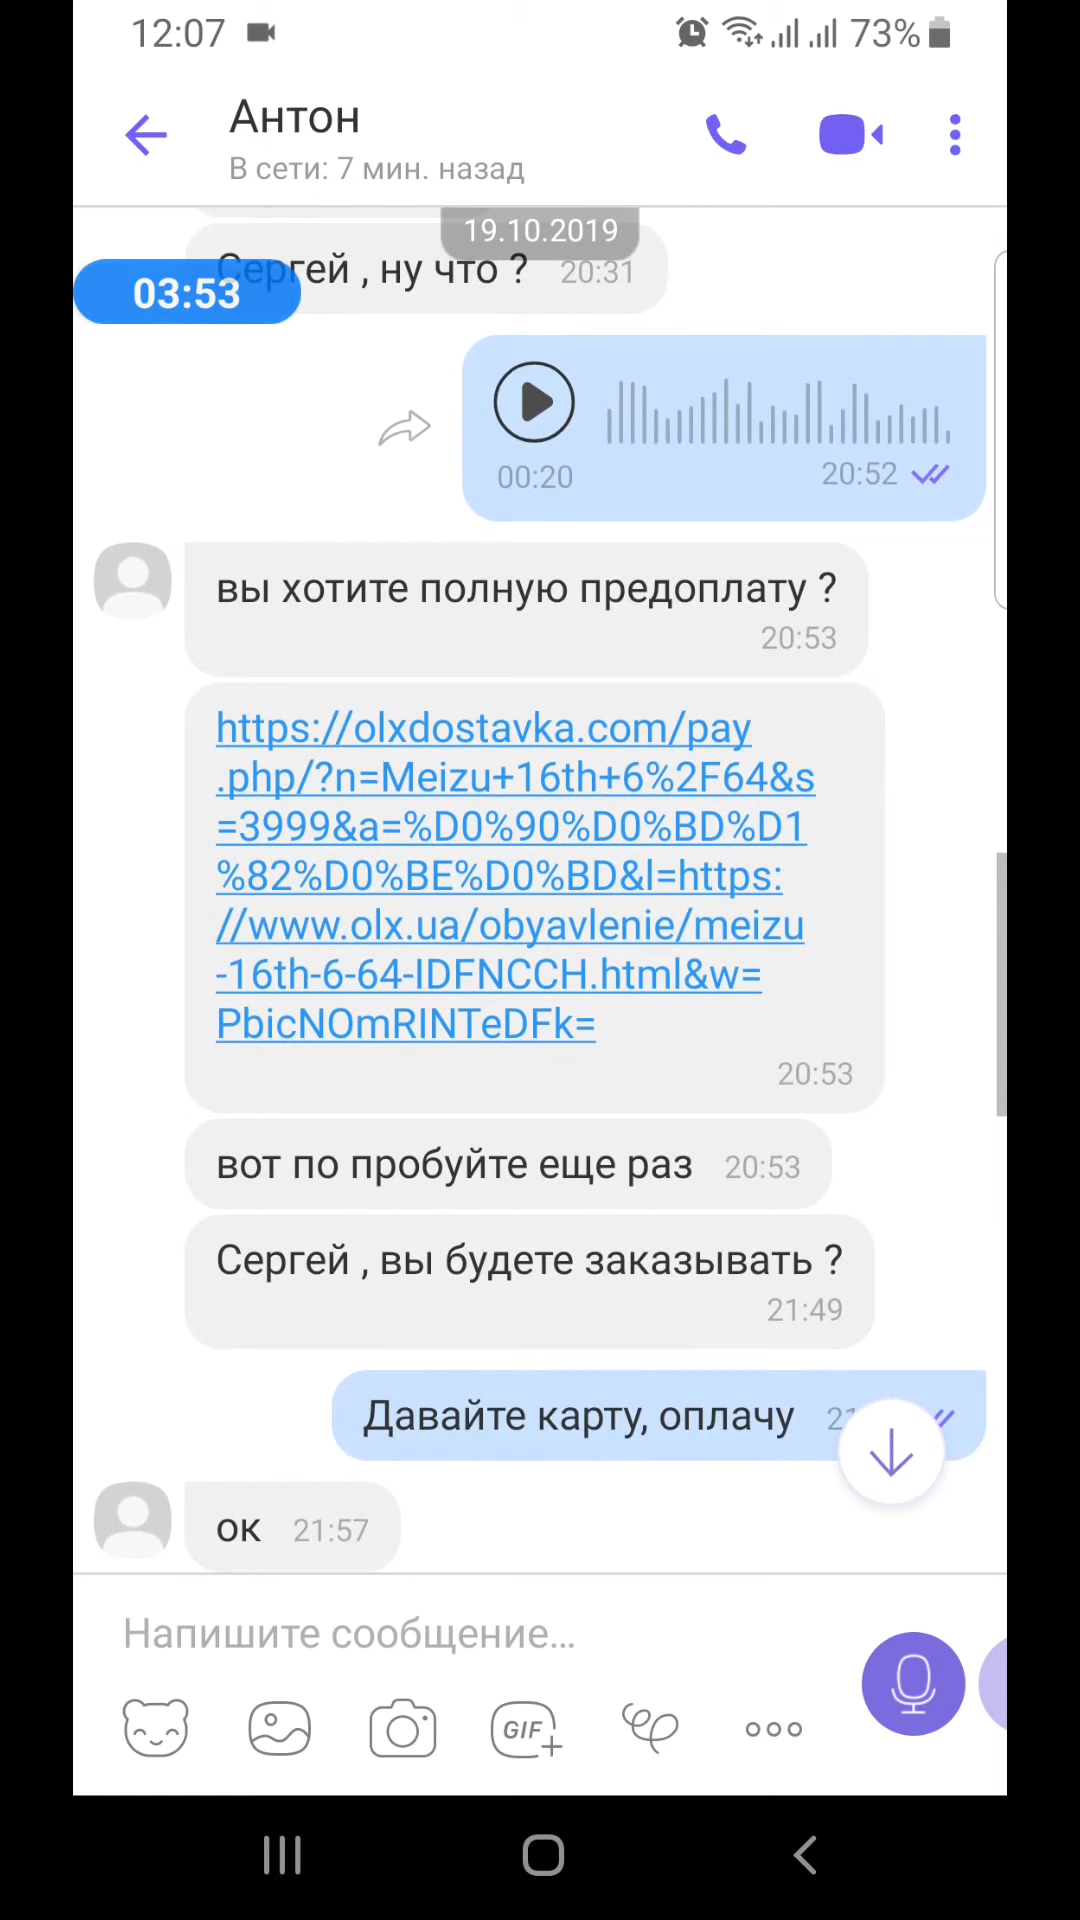 12:07
73%
Антон
В сети: 7 мин. назад
19.10.2019
Сергей , ну что ? 20:31
03:53
00:20
20:52
вы хотите полную предоплату ?
20:53
https://olxdostavka.com/pay
.php/?n=Meizu+16th+6%2F64&s
=3999&a=%D0%90%D0%BD%D1
%82%D0%BE%D0%BD&l=https:
//www.olx.ua/obyavlenie/meizu
-16th-6-64-IDFNCCH.html&w=
PbicNOmRINTeDFk=
20:53
вот по пробуйте еще раз 20:53
Сергей , вы будете заказывать ?
21:49
Давайте карту, оплачу
ок 21:57
Напишите сообщение...
GIF